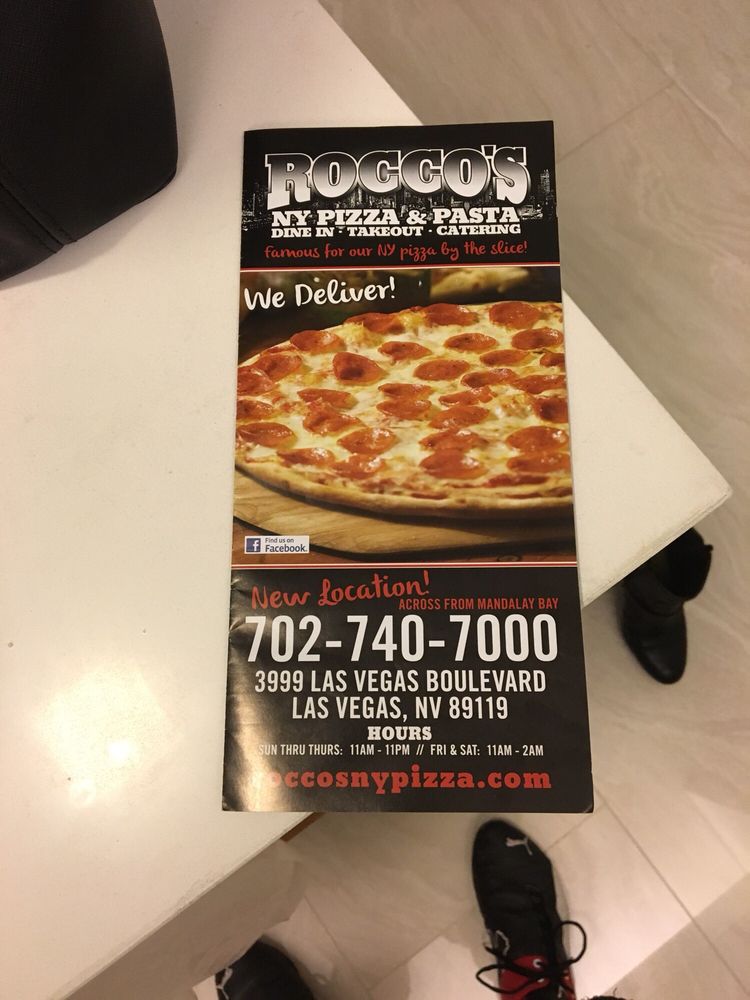 ROCCO'S
NY PIZZA & PASTA
DINE IN · TAKEOUT · CATERING
famous for our NY pizza by the slice!
We Deliver!
f Find us on
Facebook.
New Location!
ACROSS FROM MANDALAY BAY
702-740-7000
3999 LAS VEGAS BOULEVARD
LAS VEGAS, NV 89119
HOURS
SUN THRU THURS: 11AM - 11PM // FRI & SAT: 11AM - 2AM
roccosnypizza.com